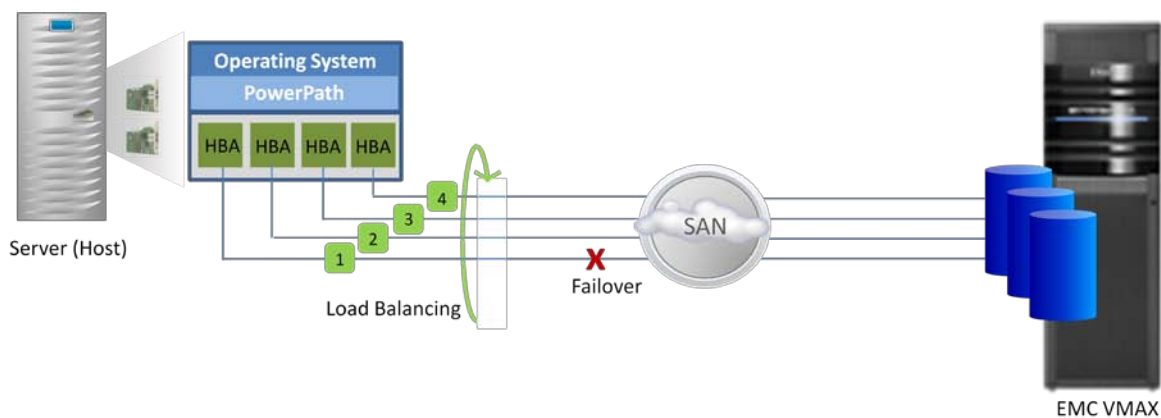 Operating System
PowerPath
HBA HBA HBA HBA
4
3
2
1
SAN
X
Failover
Load Balancing
Server (Host)
EMC VMAX